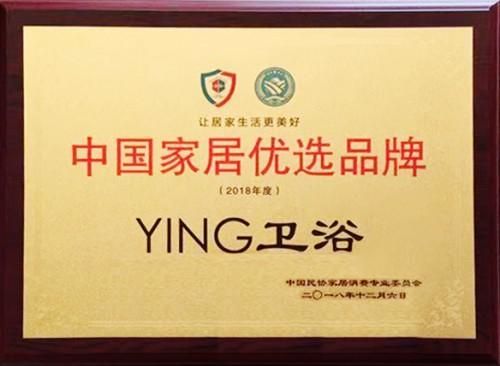 让居家生活更美好
中国家居优选品牌
(2018年度)
YING卫浴
中国民协家居消费专业委员会
二〇一八年十二月六日